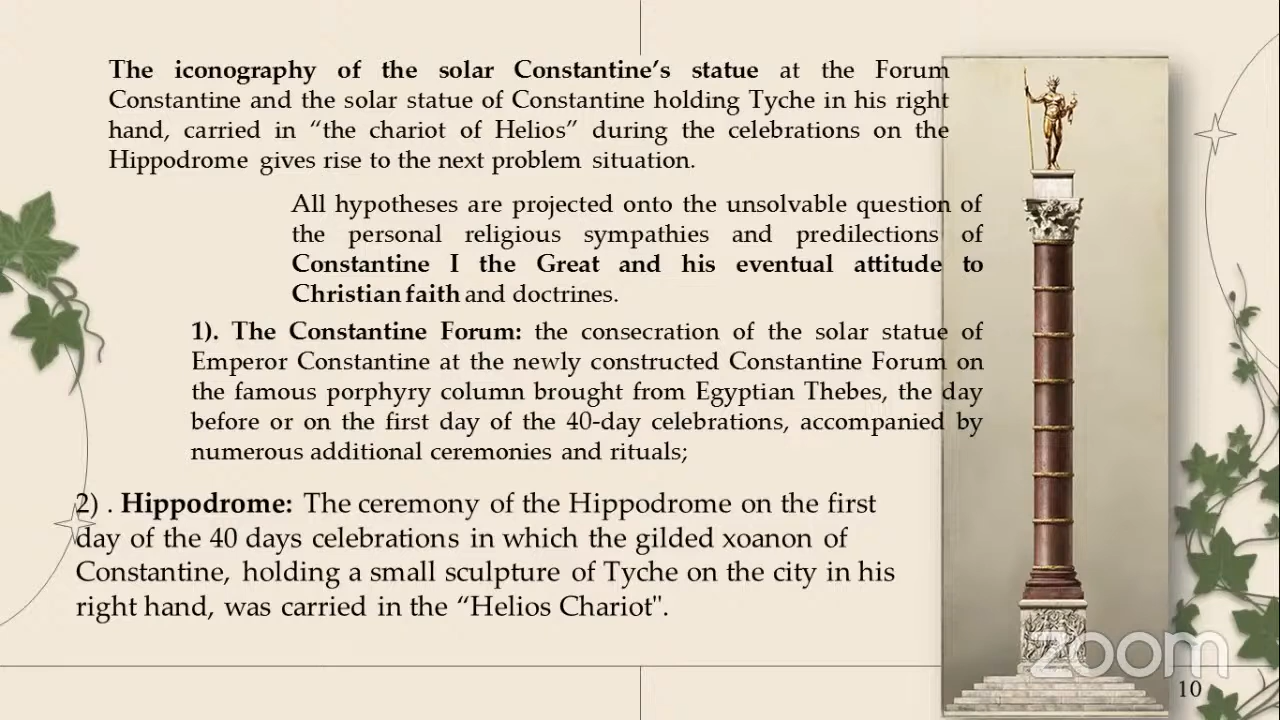 The iconography of the solar Constantine's statue at the Forum
Constantine and the solar statue of Constantine holding Tyche in his right
hand, carried in “the chariot of Helios” during the celebrations on the
Hippodrome gives rise to the next problem situation.
All hypotheses are projected onto the unsolvable question of
the personal religious sympathies and predilections of
Constantine I the Great and his eventual attitude to
Christian faith and doctrines.
1). The Constantine Forum: the consecration of the solar statue of
Emperor Constantine at the newly constructed Constantine Forum on
the famous porphyry column brought from Egyptian Thebes, the day
before or on the first day of the 40-day celebrations, accompanied by
numerous additional ceremonies and rituals;
2) . Hippodrome: The ceremony of the Hippodrome on the first
day of the 40 days celebrations in which the gilded xoanon of
Constantine, holding a small sculpture of Tyche on the city in his
right hand, was carried in the “Helios Chariot".
zoom
10